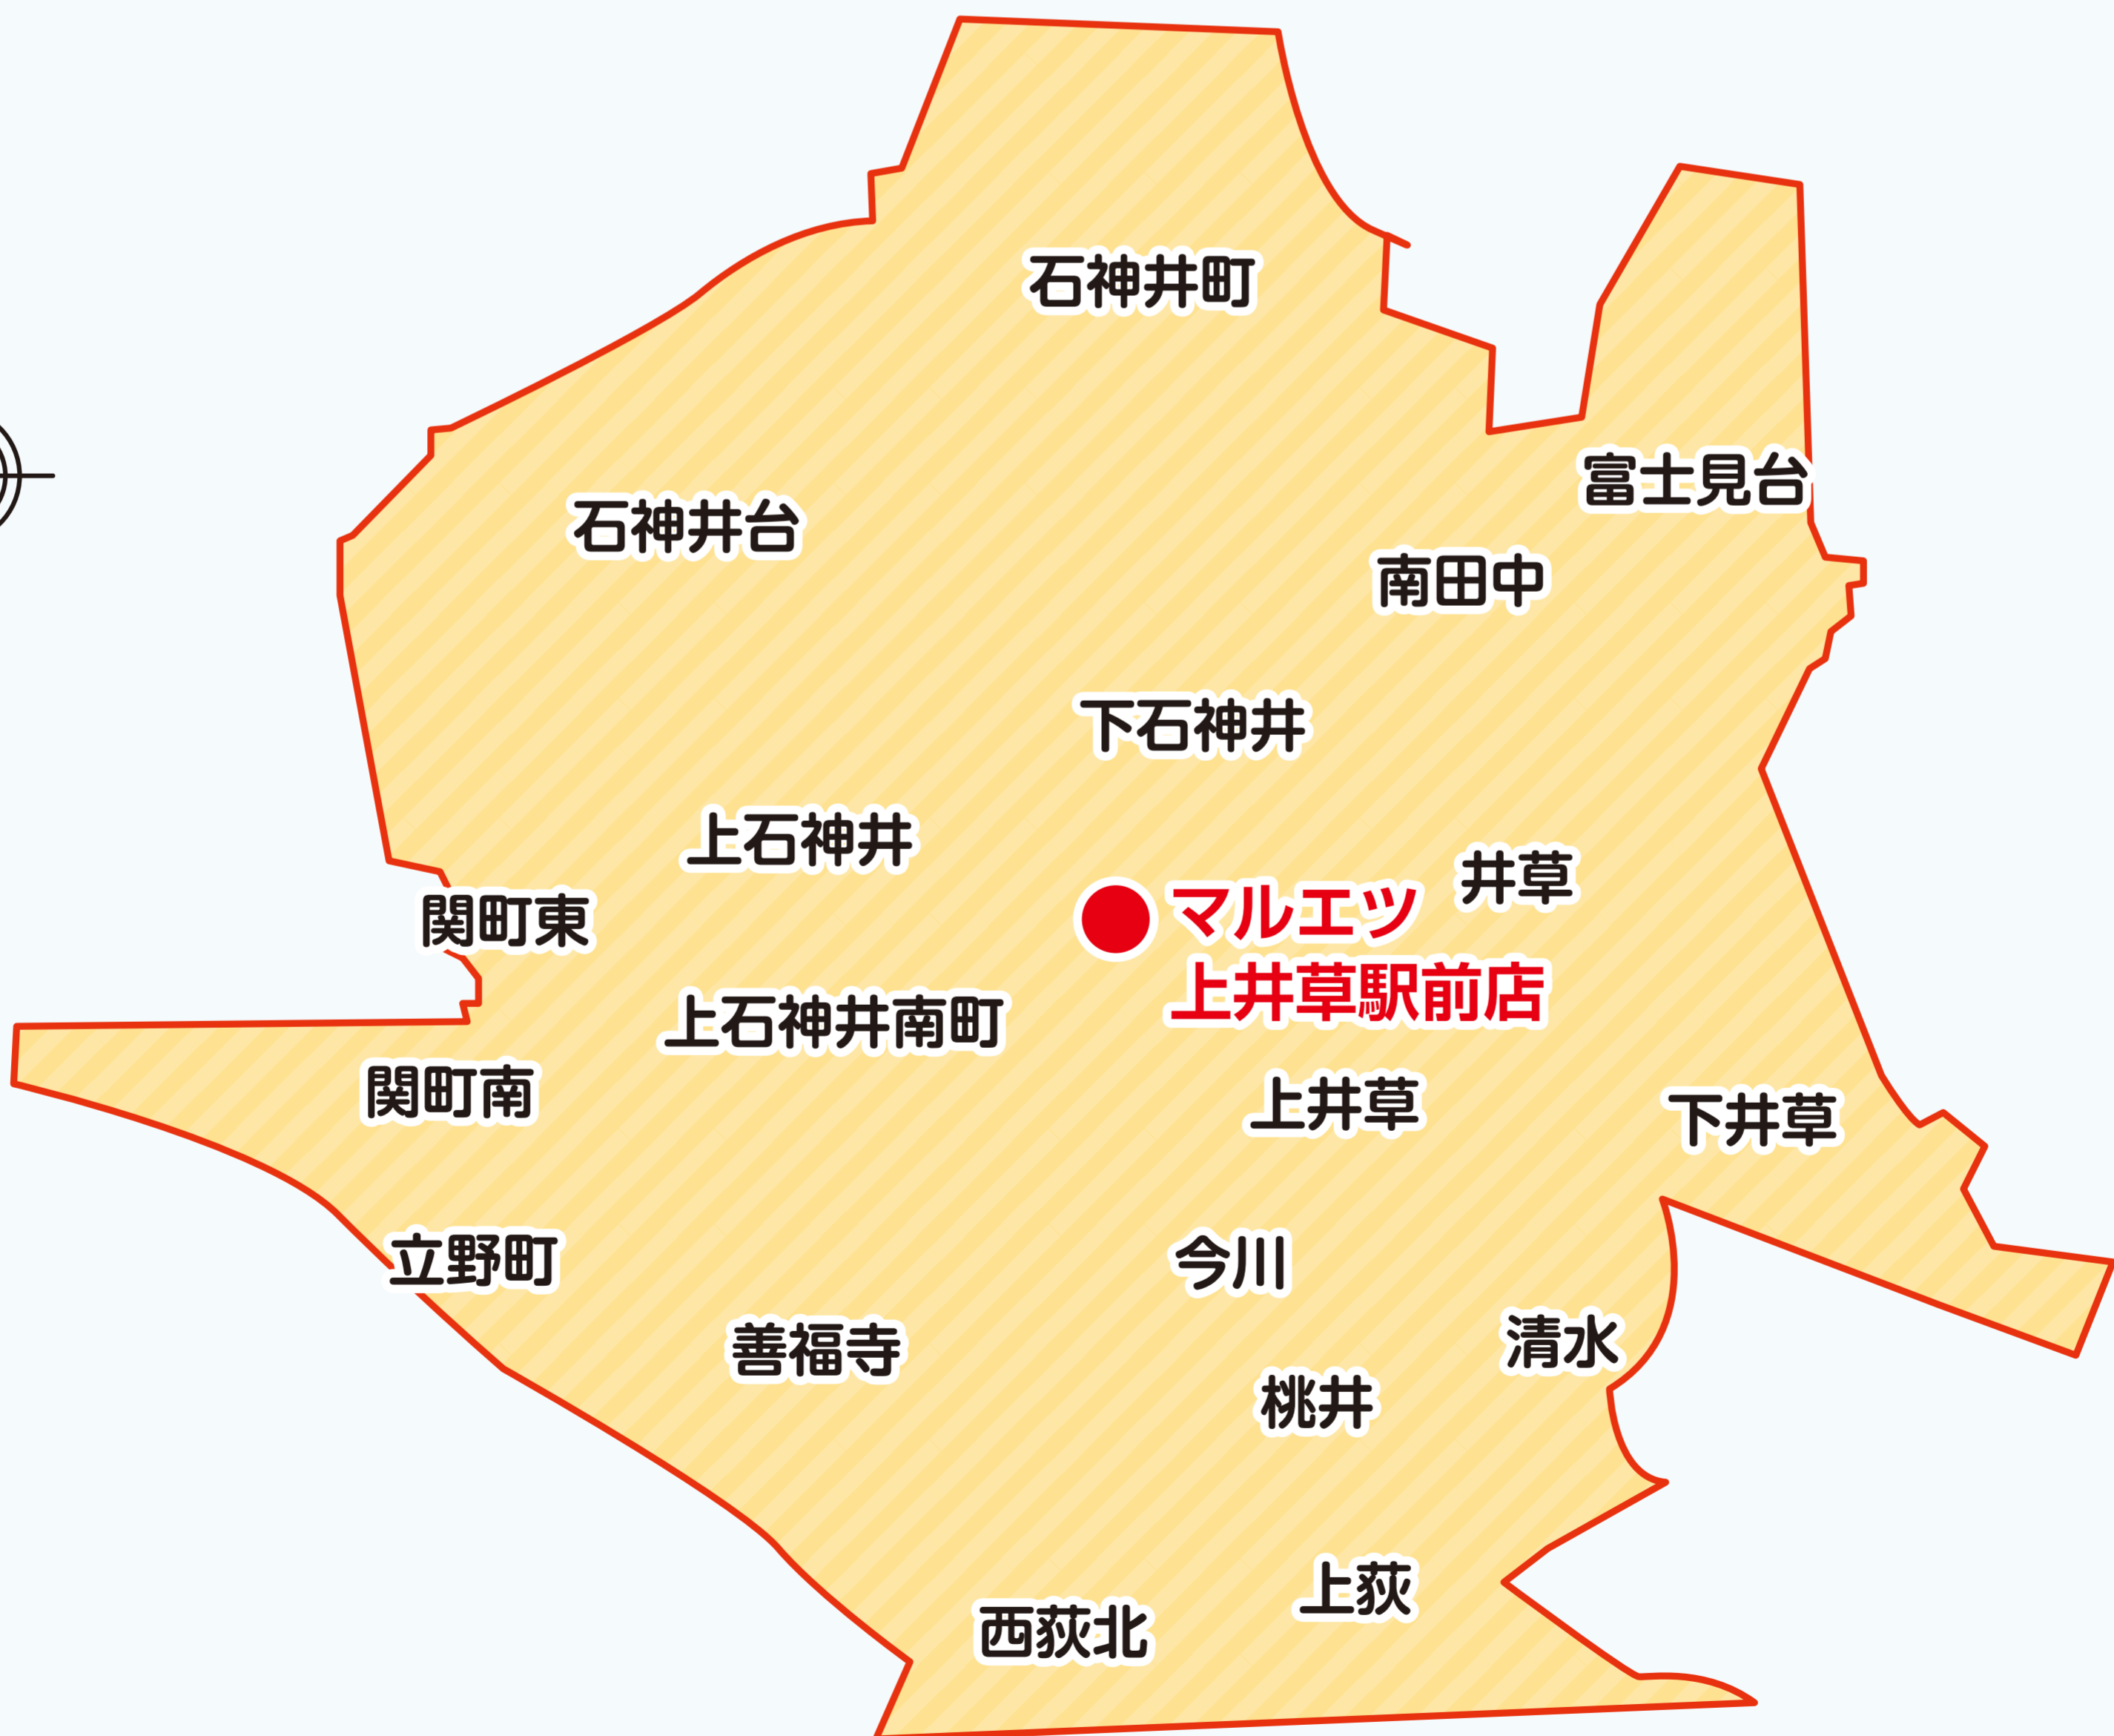 石神井町
富士見台
石神井台
南田中
下石神井
上石神井
井草
関町東
マルエツ
上井草駅前店
上石神井南町
関町南
上井草
下井草
立野町
今川
善福寺
清水
桃井
上荻
西荻北